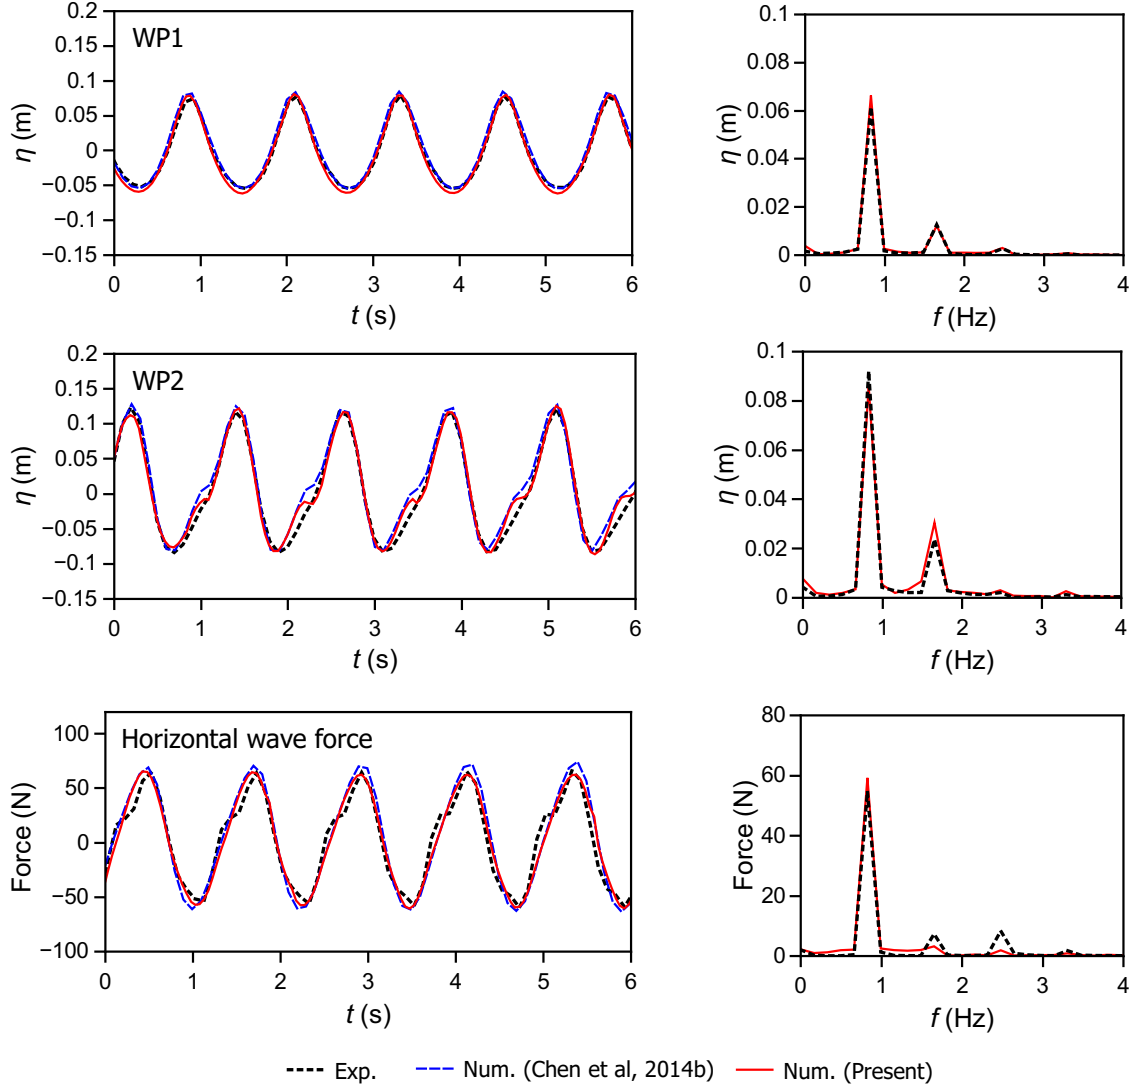 WP1
η (m)
0.2
0.15
0.1
0.05
0
−0.05
−0.1
−0.15
0 1 2 3 4 5 6
t (s)
η (m)
0.1
0.08
0.06
0.04
0.02
0
0 1 2 3 4
f (Hz)
WP2
η (m)
0.2
0.15
0.1
0.05
0
−0.05
−0.1
−0.15
0 1 2 3 4 5 6
t (s)
η (m)
0.1
0.08
0.06
0.04
0.02
0
0 1 2 3 4
f (Hz)
Horizontal wave force
Force (N)
100
50
0
−50
−100
0 1 2 3 4 5 6
t (s)
Force (N)
80
60
40
20
0
0 1 2 3 4
f (Hz)
Exp. Num. (Chen et al, 2014b) Num. (Present)